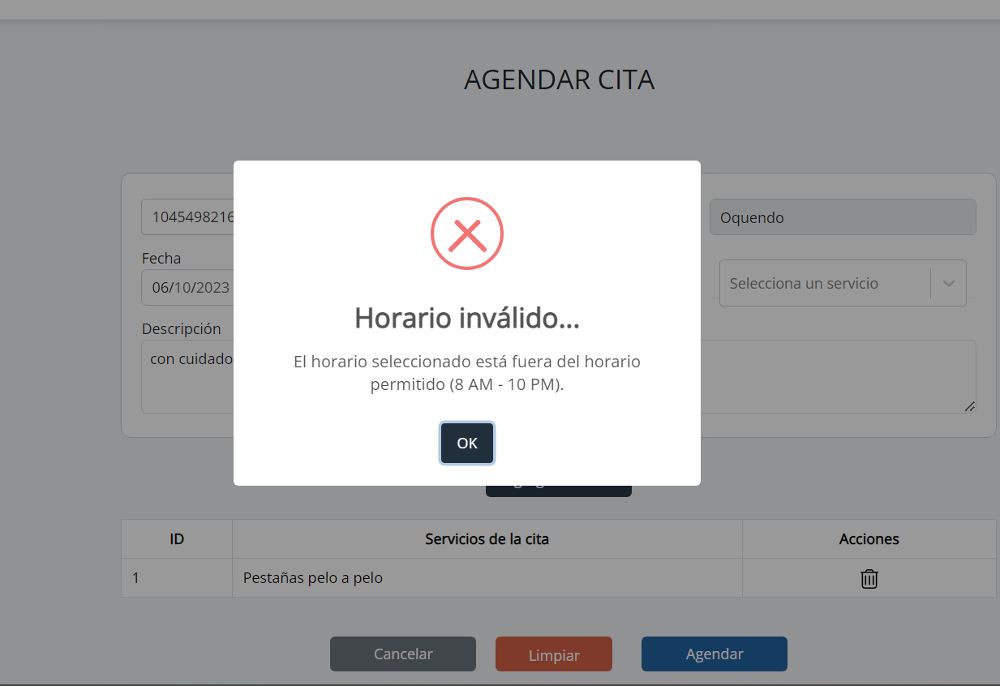 AGENDAR CITA
1045498216
Oquendo
Fecha
06/10/2023
Selecciona un servicio
Descripción
con cuidado
Horario inválido...
El horario seleccionado está fuera del horario
permitido (8 AM - 10 PM).
OK
ID Servicios de la cita Acciones
1 Pestañas pelo a pelo
Cancelar Limpiar Agendar